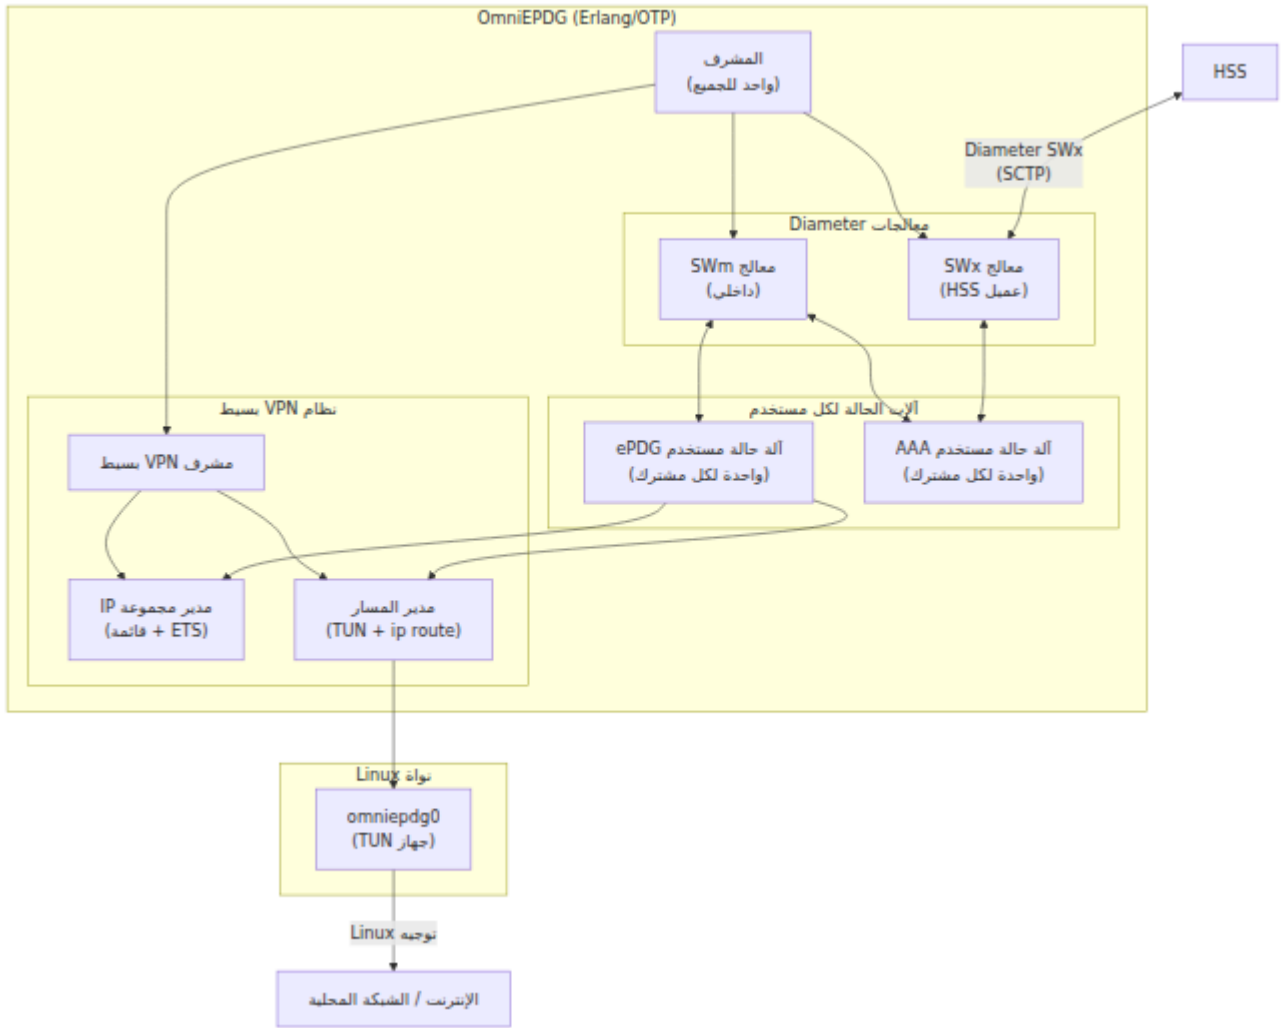 OmniEPDG (Erlang/OTP)
المشرف
(واحد للجميع)
HSS
Diameter SWx
(SCTP)
معالجات Diameter
معالج SWm
(داخلي)
معالج SWx
(عميل HSS)
نظام VPN بسيط
آلات الحالة لكل مستخدم
مشرف VPN بسيط
آلة حالة مستخدم ePDG
(واحدة لكل مشترك)
آلة حالة مستخدم AAA
(واحدة لكل مشترك)
مدير مجموعة IP
(قائمة + ETS)
مدير المسار
(TUN + ip route)
نواة Linux
omniepdg0
(جهاز TUN)
توجيه Linux
الإنترنت / الشبكة المحلية